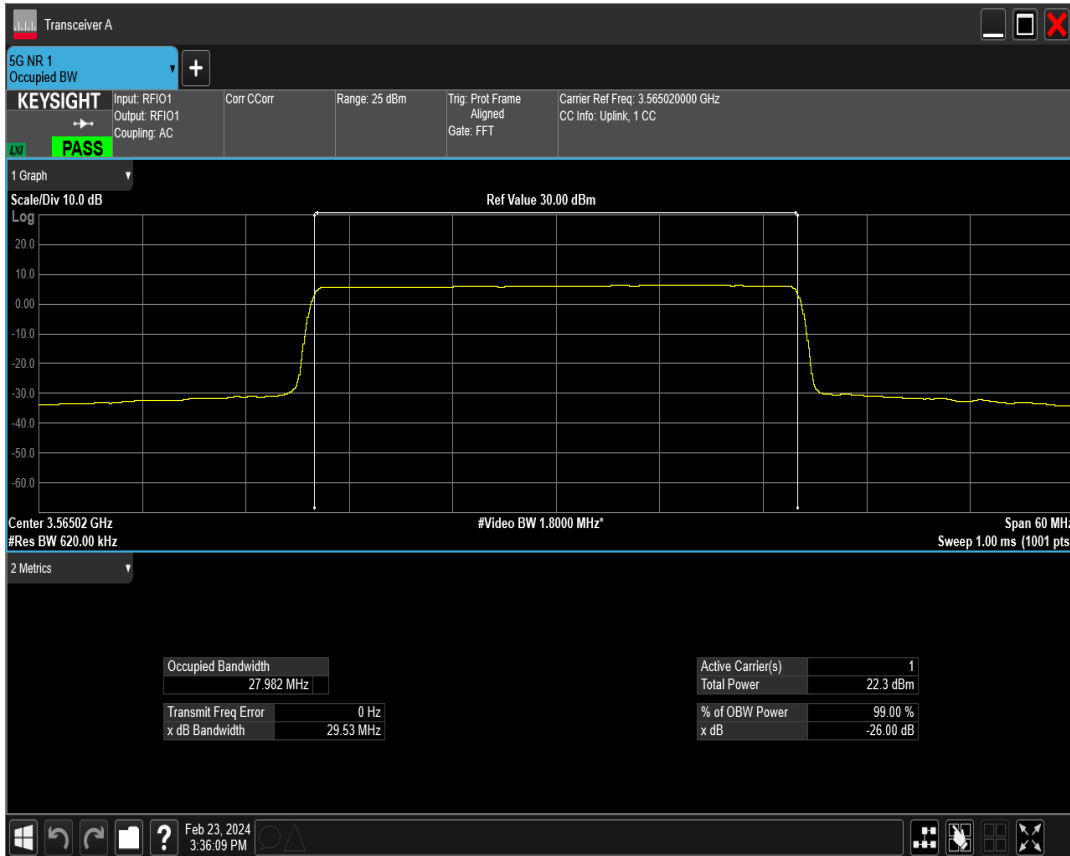 Transceiver A
5G NR 1
Occupied BW
KEYSIGHT
LXI
PASS
Input: RFIO1
Output: RFIO1
Coupling: AC
Corr CCorr
Range: 25 dBm
Trig: Prot Frame
Aligned
Gate: FFT
Carrier Ref Freq: 3.565020000 GHz
CC Info: Uplink, 1 CC
1 Graph
Scale/Div 10.0 dB
Ref Value 30.00 dBm
Log
20.0
10.0
0.00
-10.0
-20.0
-30.0
-40.0
-50.0
-60.0
Center 3.56502 GHz
#Video BW 1.8000 MHz*
Span 60 MHz
#Res BW 620.00 kHz
Sweep 1.00 ms (1001 pts
2 Metrics
Occupied Bandwidth
27.982 MHz
Transmit Freq Error 0 Hz
x dB Bandwidth 29.53 MHz
Active Carrier(s) 1
Total Power 22.3 dBm
% of OBW Power 99.00 %
x dB -26.00 dB
?
Feb 23, 2024
3:36:09 PM